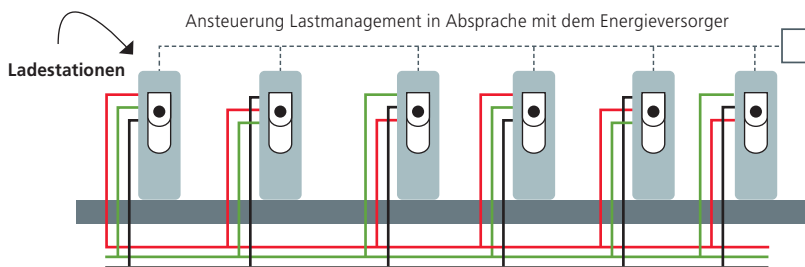 Ansteuerung Lastmanagement in Absprache mit dem Energieversorger
Ladestationen